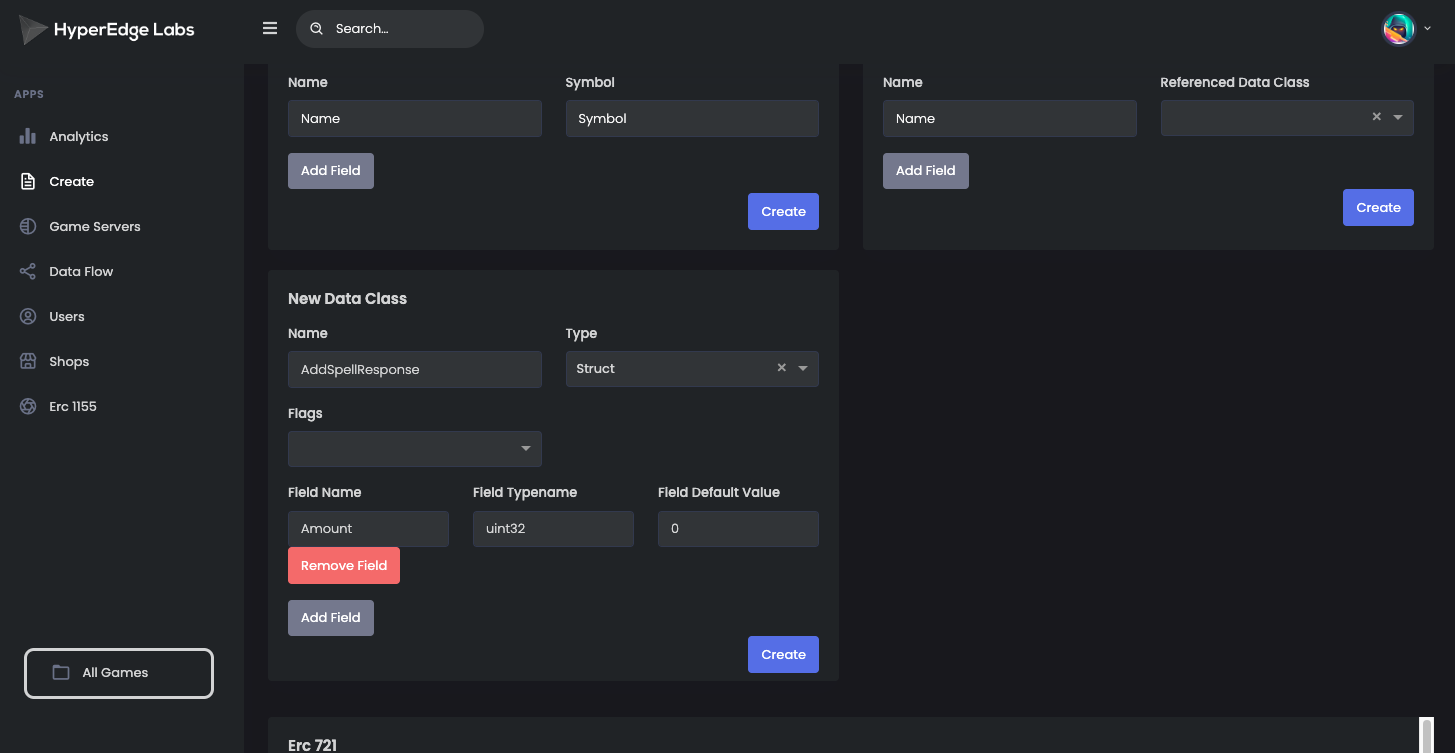 HyperEdge Labs
Search...
APPS
Analytics
Create
Game Servers
Data Flow
Users
Shops
Erc 1155
All Games
Name Symbol
Name Symbol
Add Field
Create
Name Referenced Data Class
Name
Add Field
Create
New Data Class
Name Type
AddSpellResponse Struct
Flags
Field Name Field Typename Field Default Value
Amount uint32 0
Remove Field
Add Field
Create
Erc 721